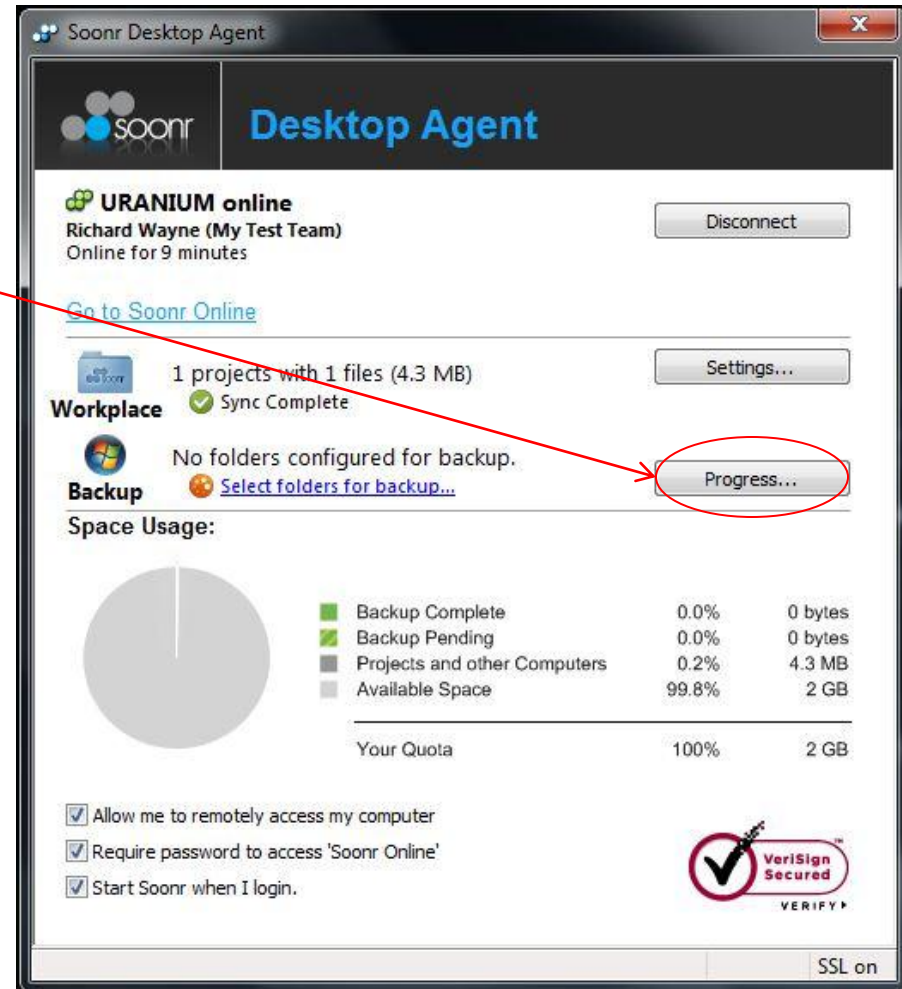 Soonr Desktop Agent
soonr
Desktop Agent
URANIUM online
Richard Wayne (My Test Team)
Online for 9 minutes
Disconnect
Go to Soonr Online
1 projects with 1 files (4.3 MB)
Settings...
Workplace
Sync Complete
No folders configured for backup.
Progress...
Backup
Select folders for backup...
Space Usage:
Backup Complete 0.0% 0 bytes
Backup Pending 0.0% 0 bytes
Projects and other Computers 0.2% 4.3 MB
Available Space 99.8% 2 GB
Your Quota 100% 2 GB
Allow me to remotely access my computer
Require password to access 'Soonr Online'
Start Soonr when I login.
VeriSign
Secured
VERIFY
SSL on